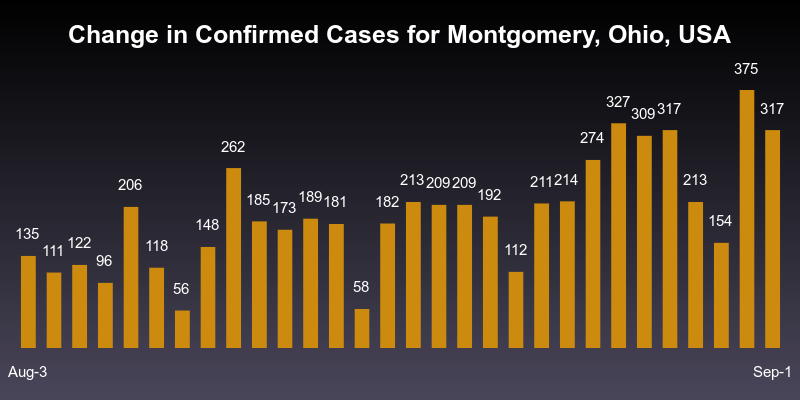 Change in Confirmed Cases for Montgomery, Ohio, USA
135 111 122 96 206 118 56 148 262 185 173 189 181 58 182 213 209 209 192 112 211 214 274 327 309 317 213 154 375 317
Aug-3 Sep-1